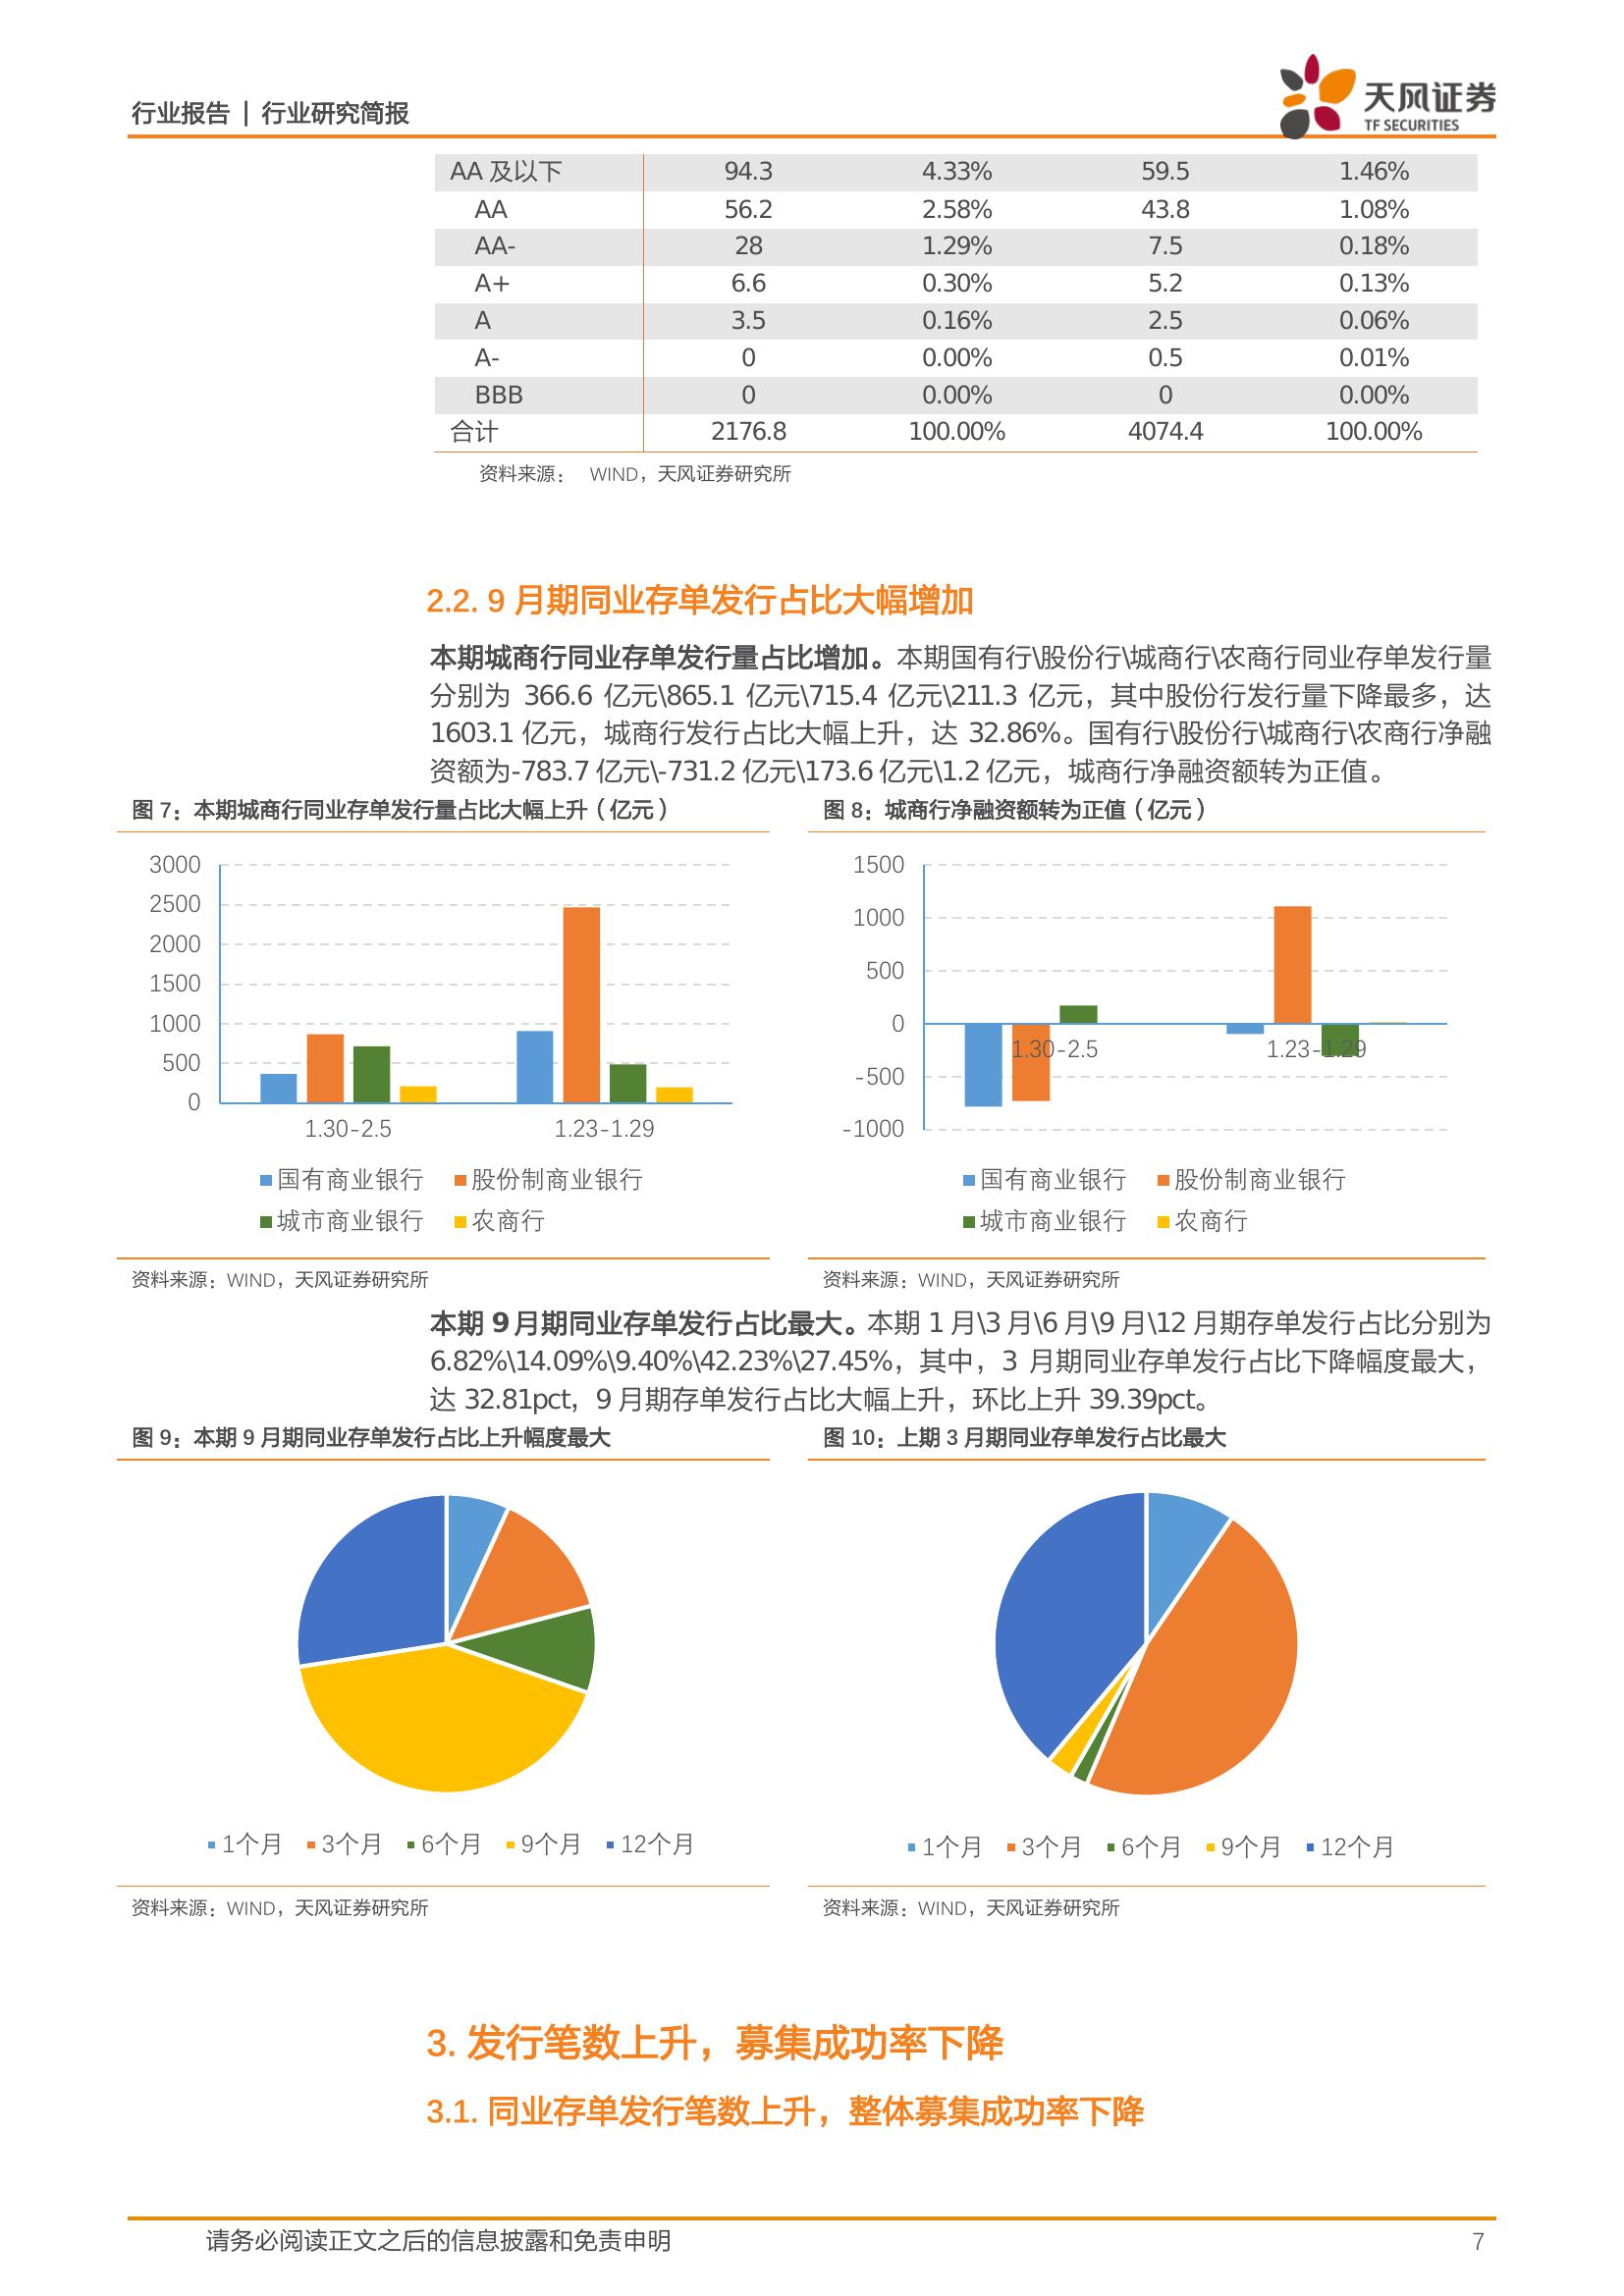 行业报告 | 行业研究简报
天风证券
TF SECURITIES
AA 及以下 94.3 4.33% 59.5 1.46%
AA 56.2 2.58% 43.8 1.08%
AA- 28 1.29% 7.5 0.18%
A+ 6.6 0.30% 5.2 0.13%
A 3.5 0.16% 2.5 0.06%
A- 0 0.00% 0.5 0.01%
BBB 0 0.00% 0 0.00%
合计 2176.8 100.00% 4074.4 100.00%
资料来源： WIND，天风证券研究所
2.2. 9 月期同业存单发行占比大幅增加
本期城商行同业存单发行量占比增加。本期国有行\股份行\城商行\农商行同业存单发行量
分别为 366.6 亿元\865.1 亿元\715.4 亿元\211.3 亿元，其中股份行发行量下降最多，达
1603.1 亿元，城商行发行占比大幅上升，达 32.86%。国有行\股份行\城商行\农商行净融
资额为-783.7 亿元\-731.2 亿元\173.6 亿元\1.2 亿元，城商行净融资额转为正值。
图 7：本期城商行同业存单发行量占比大幅上升（亿元）
3000
2500
2000
1500
1000
500
0
1.30-2.5 1.23-1.29
国有商业银行 股份制商业银行
城市商业银行 农商行
资料来源：WIND，天风证券研究所
图 8：城商行净融资额转为正值（亿元）
1500
1000
500
0
-500
-1000
1.30-2.5 1.23-1.29
国有商业银行 股份制商业银行
城市商业银行 农商行
资料来源：WIND，天风证券研究所
本期 9 月期同业存单发行占比最大。本期 1 月\3 月\6 月\9 月\12 月期存单发行占比分别为
6.82%\14.09%\9.40%\42.23%\27.45%，其中，3 月期同业存单发行占比下降幅度最大，
达 32.81pct，9 月期存单发行占比大幅上升，环比上升 39.39pct。
图 9：本期 9 月期同业存单发行占比上升幅度最大
1个月 3个月 6个月 9个月 12个月
资料来源：WIND，天风证券研究所
图 10：上期 3 月期同业存单发行占比最大
1个月 3个月 6个月 9个月 12个月
资料来源：WIND，天风证券研究所
3. 发行笔数上升，募集成功率下降
3.1. 同业存单发行笔数上升，整体募集成功率下降
请务必阅读正文之后的信息披露和免责申明 7